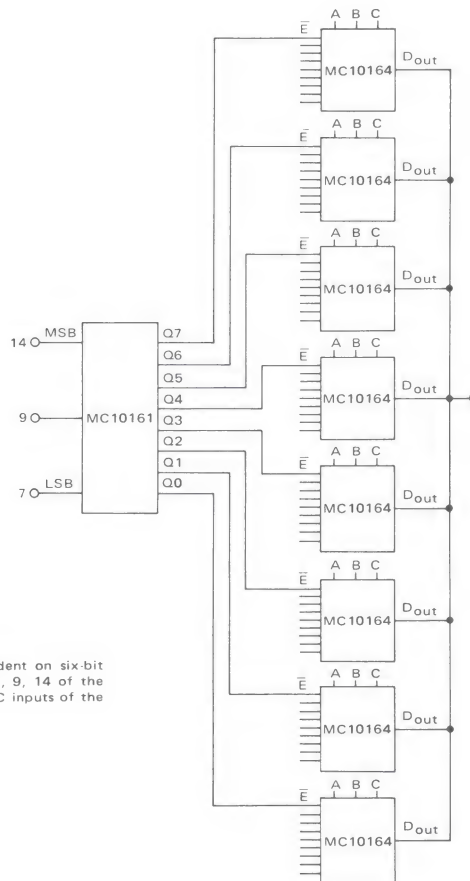 A B C
E
Dout
MC10164
A B C
E
Dout
MC10164
A B C
E
Dout
MC10164
MSB
Q7
14
Q6
Q5
A B C
E
Q4
Dout
MC10164
9
MC10161
Q3
Q2
Q1
7
LSB
Q0
A B C
E
Dout
MC10164
A B C
E
Dout
MC10164
dent on six-bit
, 9, 14 of the
C inputs of the
A B C
E
Dout
MC10164
A B C
E
Dout
MC10164